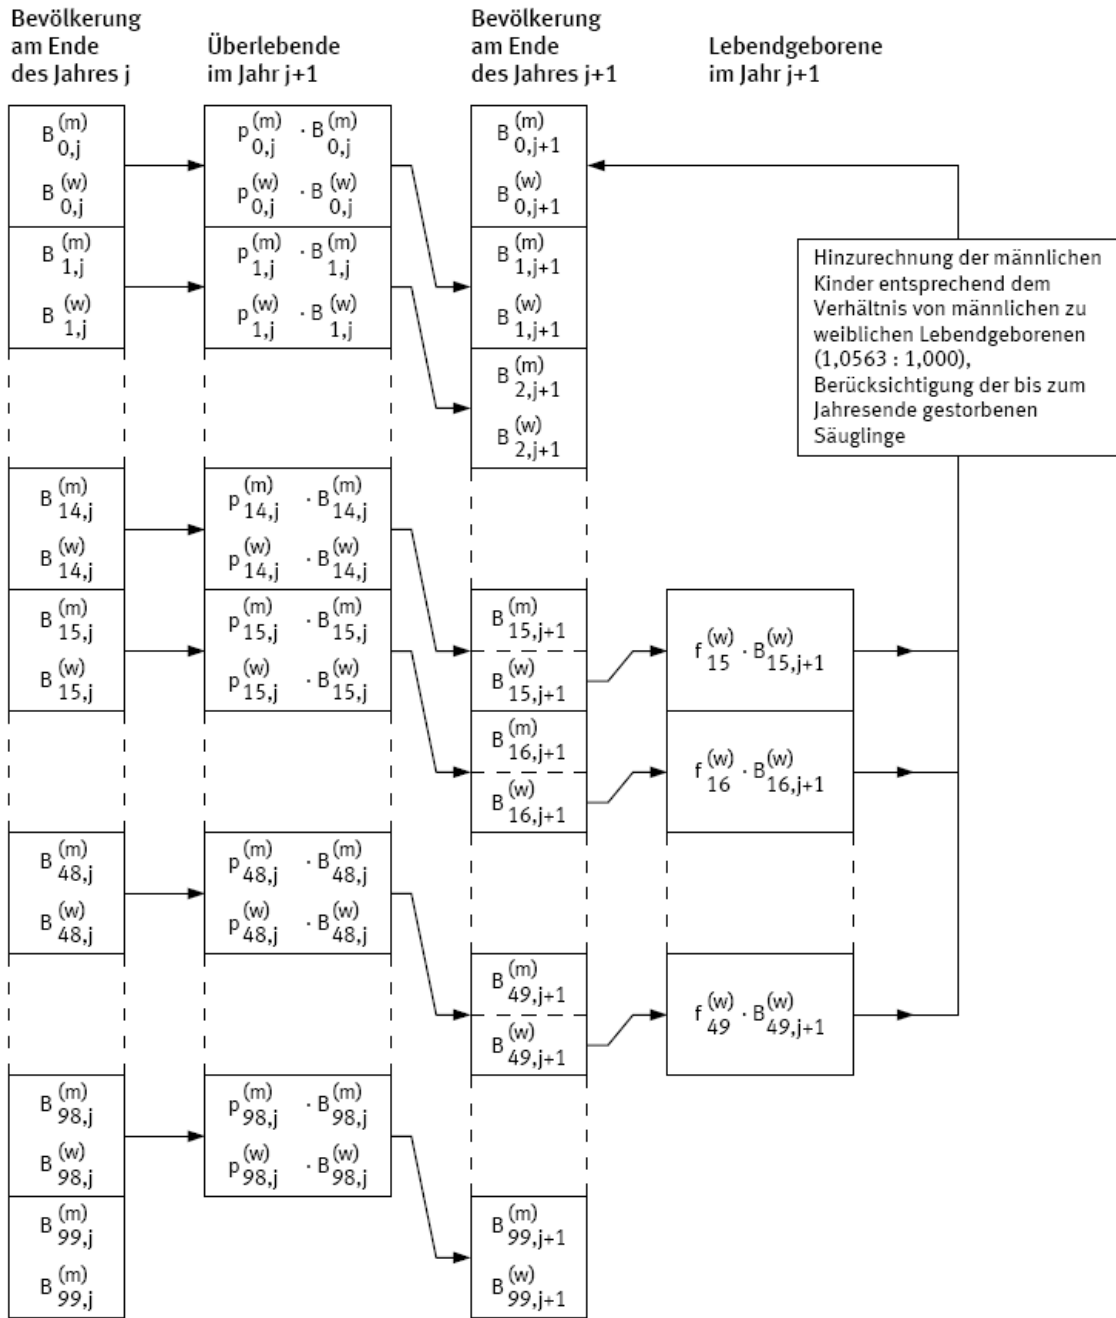 Bevölkerung
am Ende
des Jahres j
Überlebende
im Jahr j+1
Bevölkerung
am Ende
des Jahres j+1
Lebendgeborene
im Jahr j+1
B (m) 0,j
B (w) 0,j
B (m) 1,j
B (w) 1,j
B (m) 14,j
B (w) 14,j
B (m) 15,j
B (w) 15,j
B (m) 48,j
B (w) 48,j
B (m) 98,j
B (w) 98,j
B (m) 99,j
B (m) 99,j
p (m) 0,j · B (m) 0,j
p (w) 0,j · B (w) 0,j
p (m) 1,j · B (m) 1,j
p (w) 1,j · B (w) 1,j
p (m) 14,j · B (m) 14,j
p (w) 14,j · B (w) 14,j
p (m) 15,j · B (m) 15,j
p (w) 15,j · B (w) 15,j
p (m) 48,j · B (m) 48,j
p (w) 48,j · B (w) 48,j
p (m) 98,j · B (m) 98,j
p (w) 98,j · B (w) 98,j
B (m) 0,j+1
B (w) 0,j+1
B (m) 1,j+1
B (w) 1,j+1
B (m) 2,j+1
B (w) 2,j+1
B (m) 15,j+1
B (w) 15,j+1
B (m) 16,j+1
B (w) 16,j+1
B (m) 49,j+1
B (w) 49,j+1
B (m) 99,j+1
B (w) 99,j+1
f (w) 15 · B (w) 15,j+1
f (w) 16 · B (w) 16,j+1
f (w) 49 · B (w) 49,j+1
Hinzurechnung der männlichen
Kinder entsprechend dem
Verhältnis von männlichen zu
weiblichen Lebendgeborenen
(1,0563 : 1,000),
Berücksichtigung der bis zum
Jahresende gestorbenen
Säuglinge